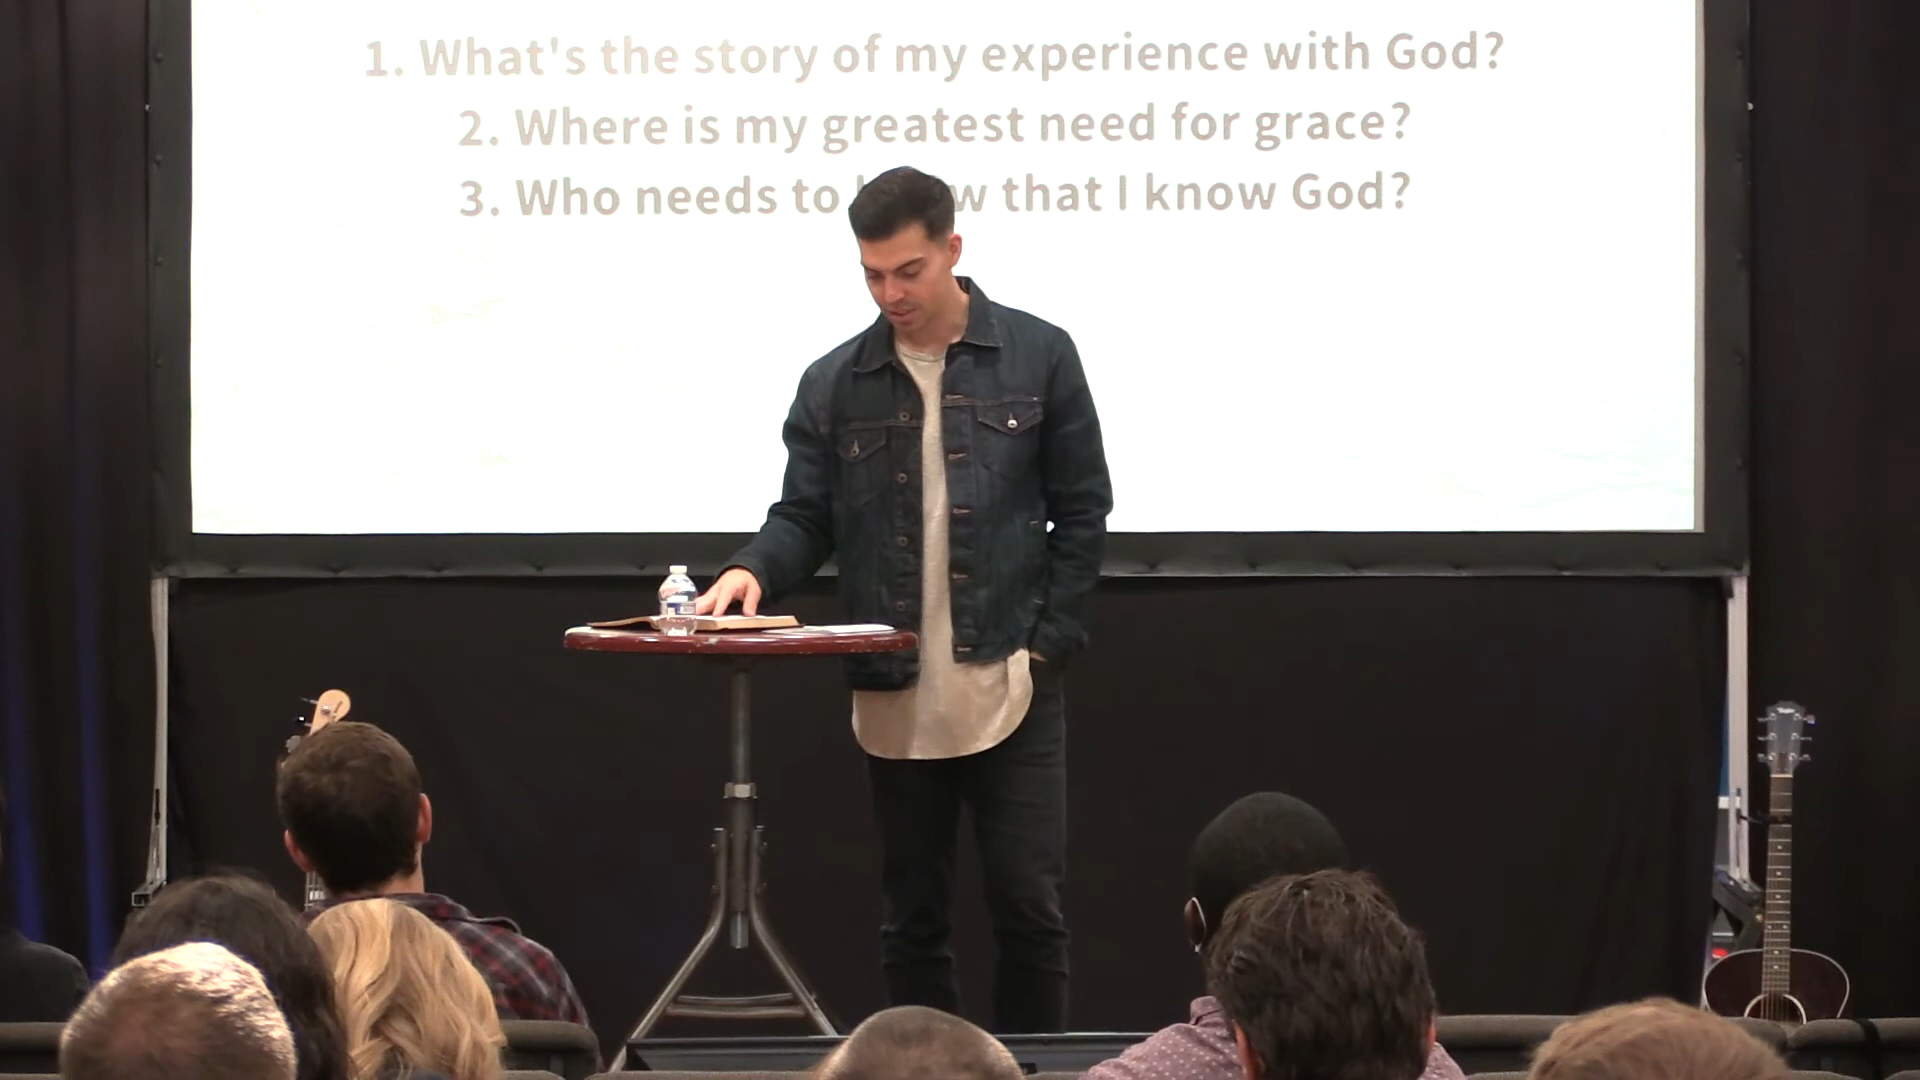 1. What's the story of my experience with God?
2. Where is my greatest need for grace?
3. Who needs to that I know God?
Taylor